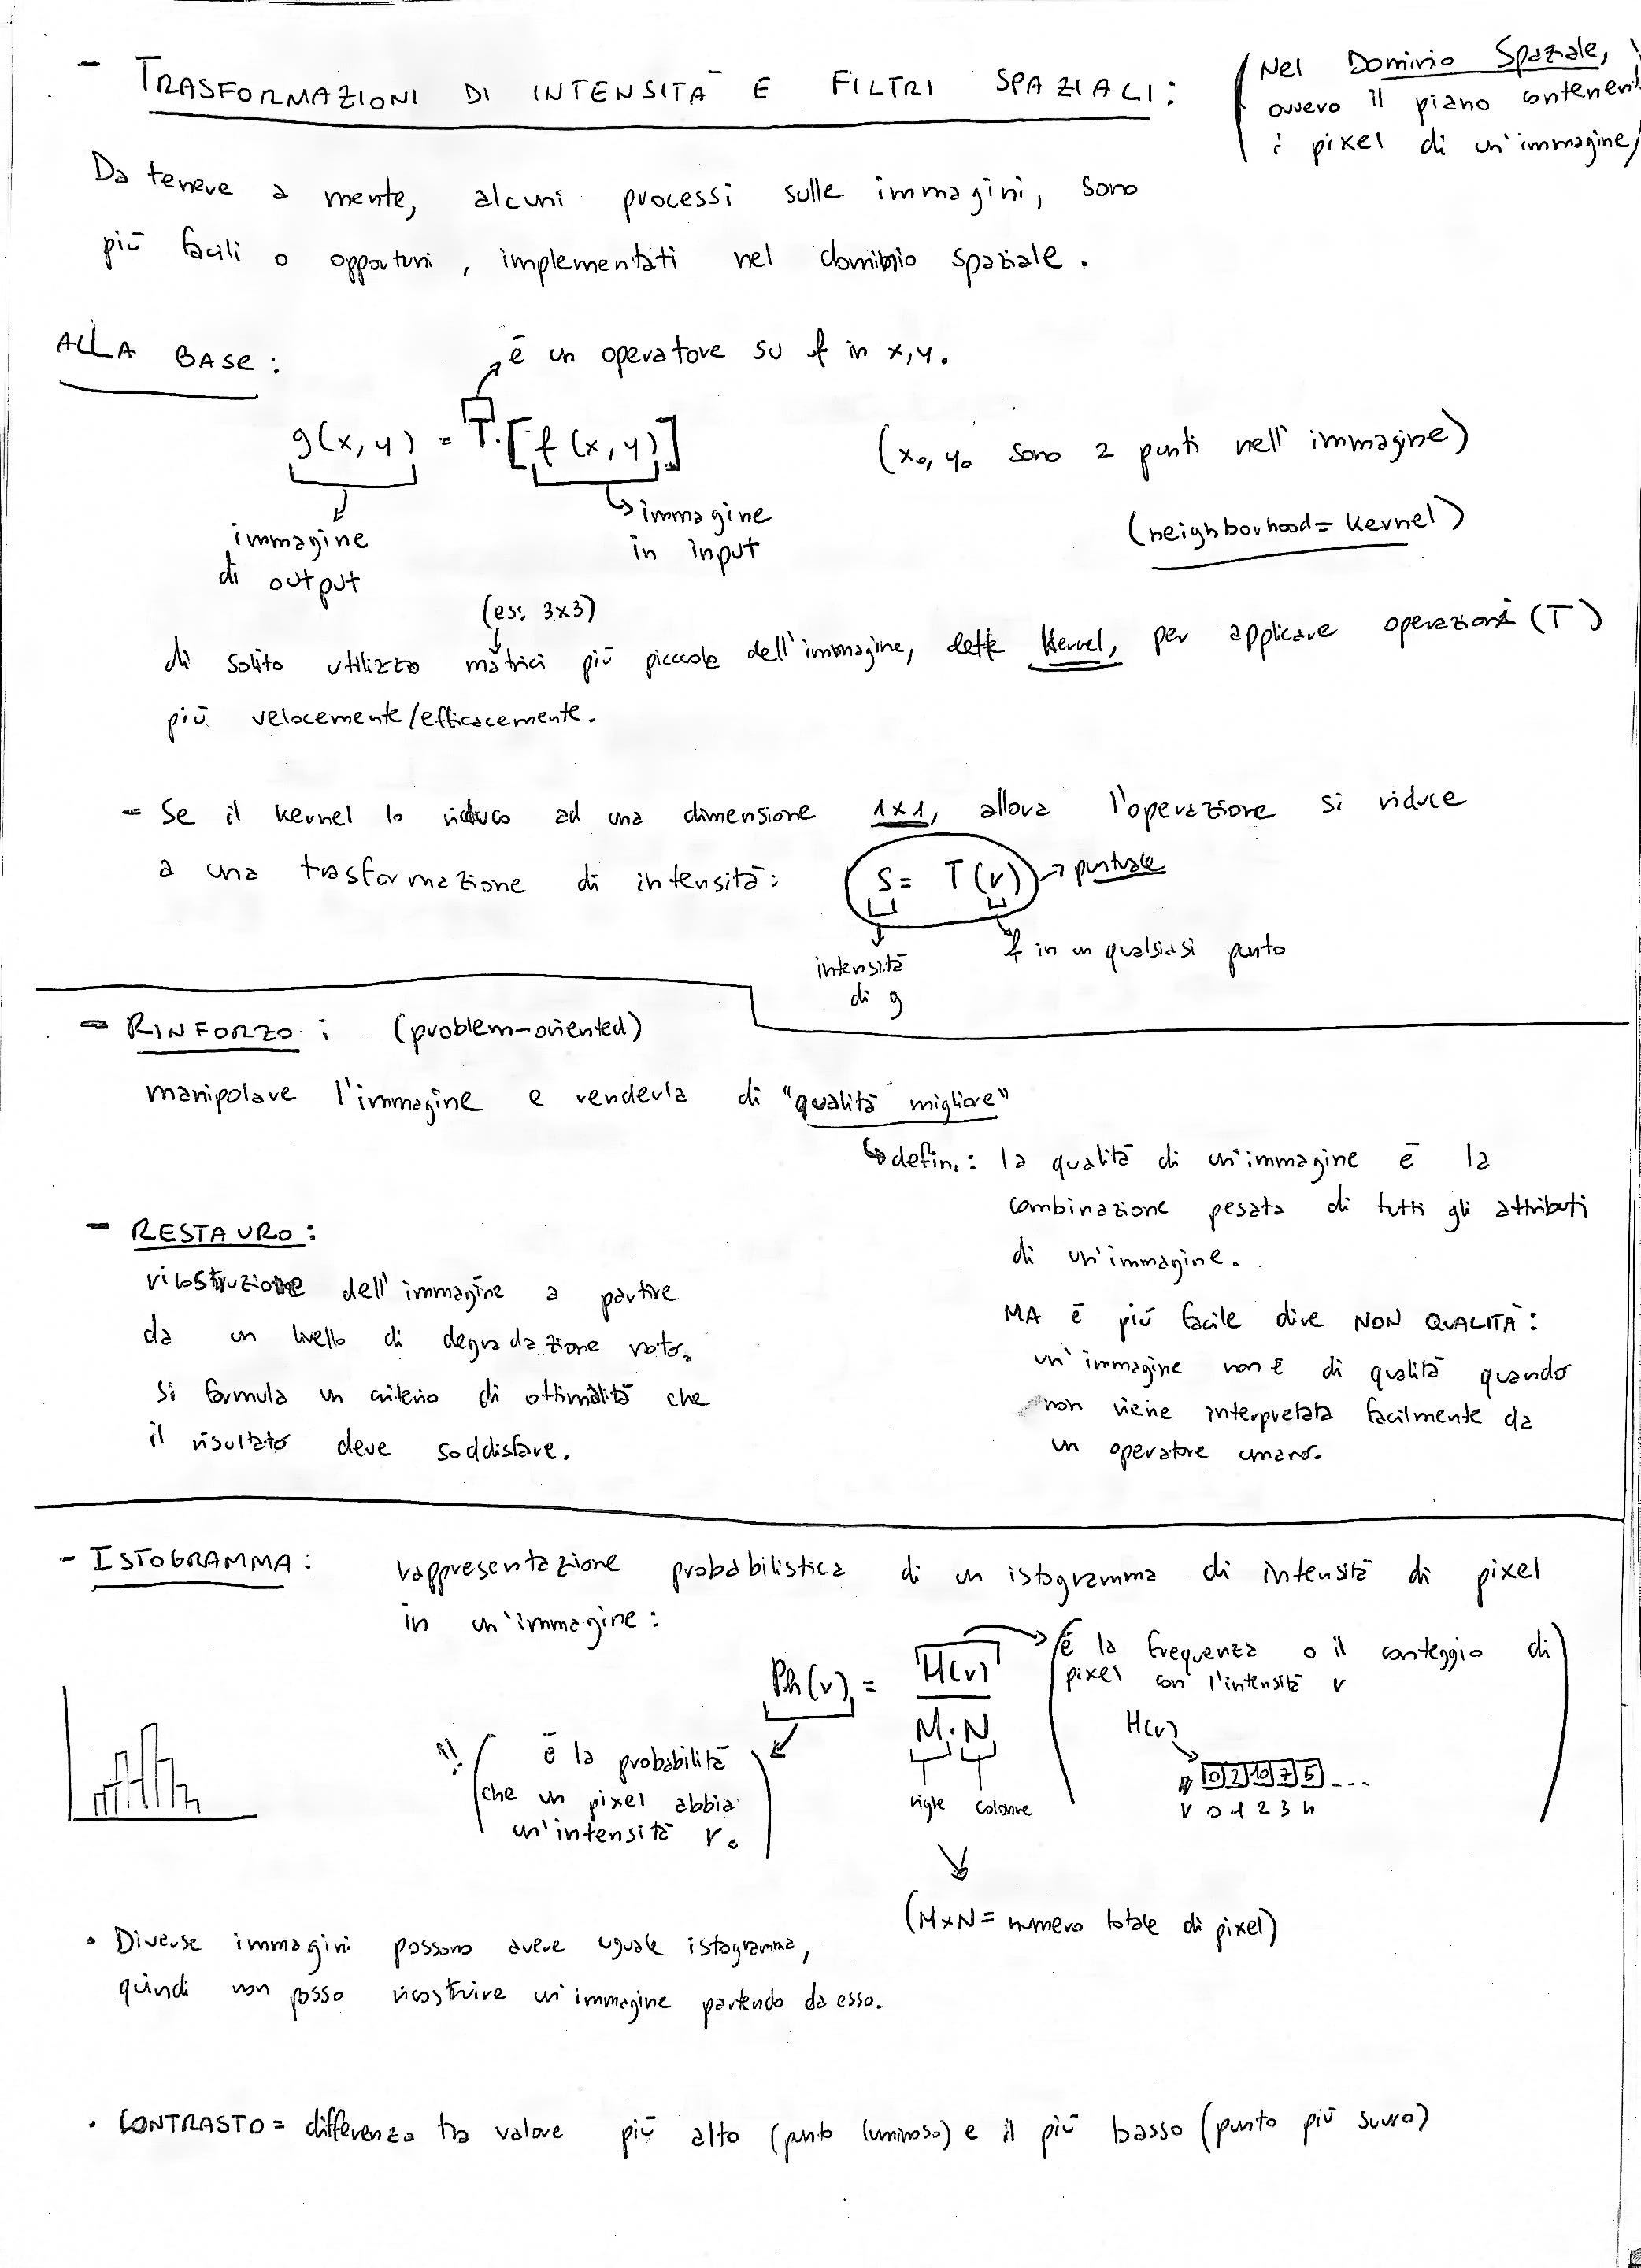 - TRASFORMAZIONI DI INTENSITÀ E FILTRI SPAZIALI:
(Nel Dominio Spaziale,
ovvero il piano contenent
i pixel di un'immagine)
Da tenere a mente, alcuni processi sulle immagini, sono
più facili o opportuni, implementati nel dominio spaziale.
ALLA BASE:
è un operatore su f in x,y.
g(x,y) = T.[f(x,y)]
(x₀, y₀ sono 2 punti nell'immagine)
immagine
di output
immagine
in input
(neighborhood = kernel)
(es: 3x3)
di solito utilizzo matrici più piccole dell'immagine, dette kernel, per applicare operazioni (T)
più velocemente/efficacemente.
- Se il kernel lo riduco ad una dimensione 1x1, allora l'operazione si riduce
a una trasformazione di intensità:
S = T(r) → puntuale
intensità
di g
f in un qualsiasi punto
- RINFORZO: (problem-oriented)
manipolare l'immagine e renderla di "qualità migliore"
defin.: la qualità di un'immagine è la
combinazione pesata di tutti gli attributi
di un'immagine.
MA è più facile dire NON QUALITÀ:
un'immagine non è di qualità quando
non viene interpretata facilmente da
un operatore umano.
- RESTAURO:
ricostruzione dell'immagine a partire
da un livello di degradazione noto.
Si formula un criterio di ottimalità che
il risultato deve soddisfare.
- ISTOGRAMMA: rappresentazione probabilistica di un istogramma di intensità di pixel
in un'immagine:
Ph(r) = H(r)
M.N
righe colonne
(è la frequenza o il conteggio di
pixel con l'intensità r
H(r)
0 2 10 7 5 ...
r 0 1 2 3 4
!! (è la probabilità
che un pixel abbia
un'intensità r.)
(MxN = numero totale di pixel)
• Diverse immagini possono avere uguale istogramma,
quindi non posso ricostruire un'immagine partendo da esso.
• CONTRASTO = differenza tra valore più alto (punto luminoso) e il più basso (punto più scuro)